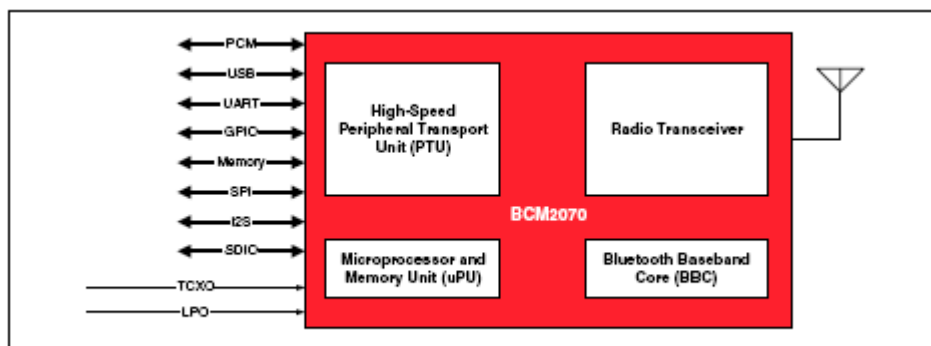 PCM
USB
UART
GPIO
Memory
SPI
I2S
SDIO
TCXO
LPO
High-Speed
Peripheral Transport
Unit (PTU)
Radio Transceiver
BCM2070
Microprocessor and
Memory Unit (uPU)
Bluetooth Baseband
Core (BBC)